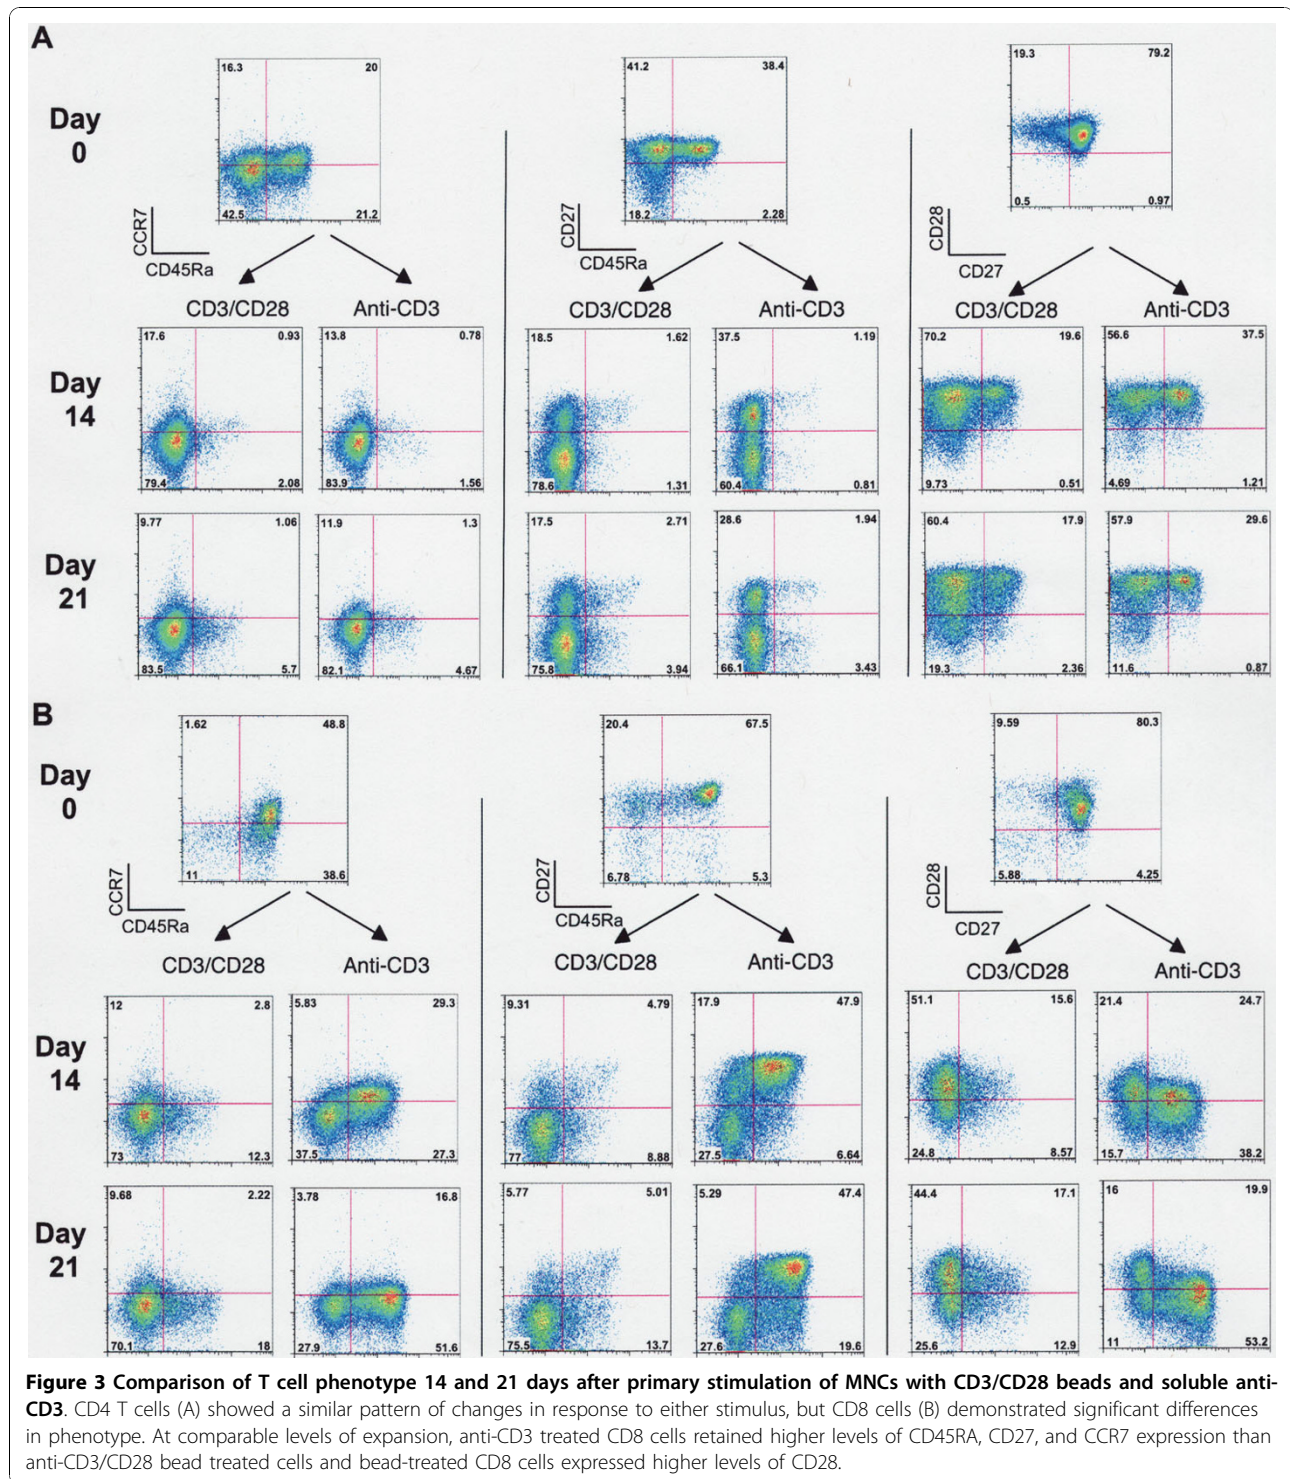 A
16.3 20
41.2 38.4
19.3 79.2
Day
0
42.5 21.2
18.2 2.28
0.5 0.97
CCR7
CD45Ra
CD27
CD45Ra
CD28
CD27
CD3/CD28 Anti-CD3
CD3/CD28 Anti-CD3
CD3/CD28 Anti-CD3
Day
14
17.6 0.93
79.4 2.08
13.8 0.78
83.9 1.56
18.5 1.62
78.6 1.31
37.5 1.19
60.4 0.81
70.2 19.6
9.73 0.51
56.6 37.5
4.69 1.21
Day
21
9.77 1.06
83.5 5.7
11.9 1.3
82.1 4.67
17.5 2.71
75.8 3.94
28.6 1.94
66.1 3.43
60.4 17.9
19.3 2.36
57.9 29.6
11.6 0.87
B
Day
0
1.62 48.8
11 38.6
20.4 67.5
6.78 5.3
9.59 80.3
5.88 4.25
CCR7
CD45Ra
CD27
CD45Ra
CD28
CD27
CD3/CD28 Anti-CD3
CD3/CD28 Anti-CD3
CD3/CD28 Anti-CD3
Day
14
12 2.8
73 12.3
5.83 29.3
37.5 27.3
9.31 4.79
77 8.88
17.9 47.9
27.5 6.64
51.1 15.6
24.8 8.57
21.4 24.7
15.7 38.2
Day
21
9.68 2.22
70.1 18
3.78 16.8
27.9 51.6
5.77 5.01
75.5 13.7
5.29 47.4
27.6 19.6
44.4 17.1
25.6 12.9
16 19.9
11 53.2
Figure 3 Comparison of T cell phenotype 14 and 21 days after primary stimulation of MNCs with CD3/CD28 beads and soluble anti-
CD3. CD4 T cells (A) showed a similar pattern of changes in response to either stimulus, but CD8 cells (B) demonstrated significant differences
in phenotype. At comparable levels of expansion, anti-CD3 treated CD8 cells retained higher levels of CD45RA, CD27, and CCR7 expression than
anti-CD3/CD28 bead treated cells and bead-treated CD8 cells expressed higher levels of CD28.